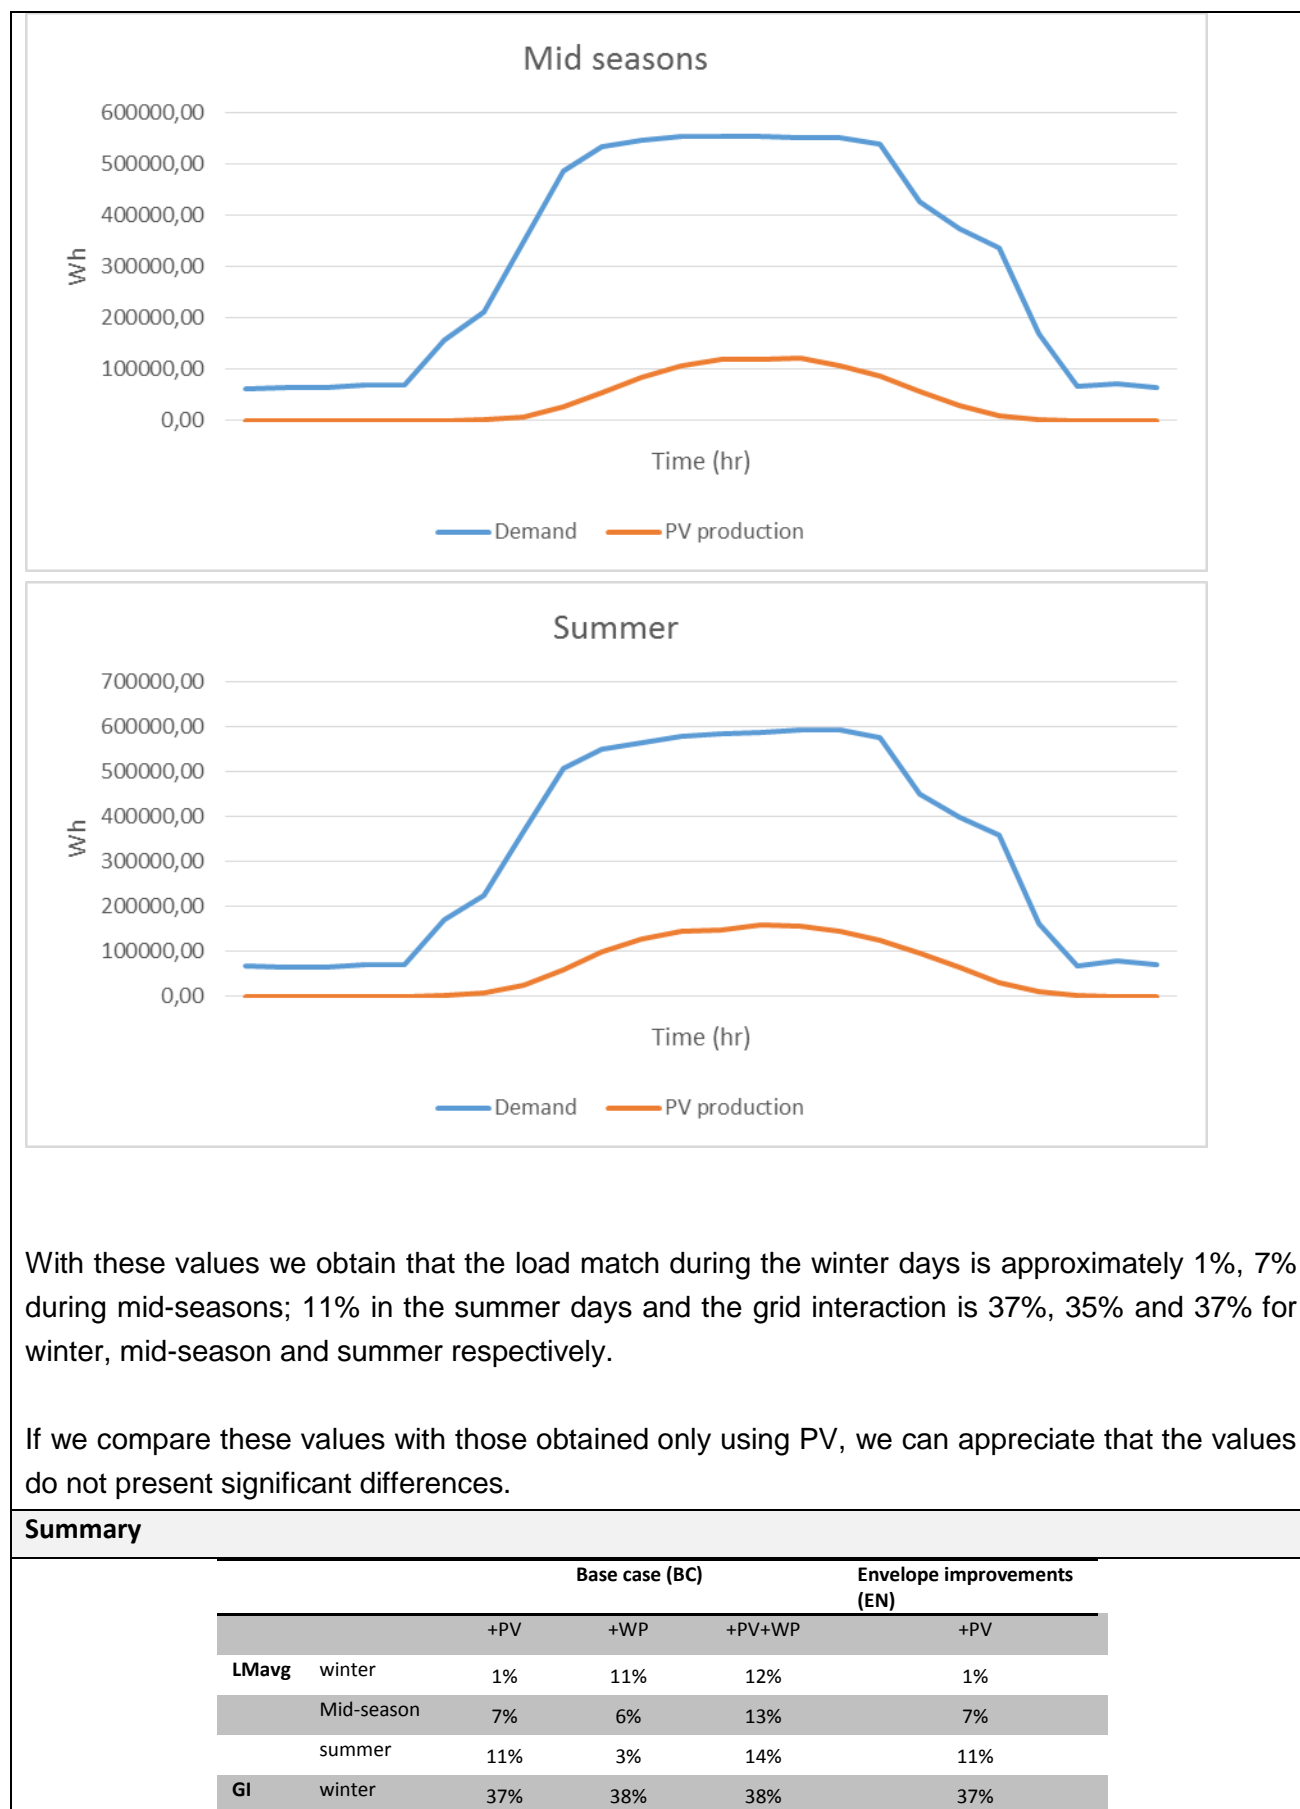 Mid seasons
600000,00
500000,00
400000,00
300000,00
200000,00
100000,00
0,00
Wh
Time (hr)
Demand PV production
Summer
700000,00
600000,00
500000,00
400000,00
300000,00
200000,00
100000,00
0,00
Wh
Time (hr)
Demand PV production
With these values we obtain that the load match during the winter days is approximately 1%, 7%
during mid-seasons; 11% in the summer days and the grid interaction is 37%, 35% and 37% for
winter, mid-season and summer respectively.
If we compare these values with those obtained only using PV, we can appreciate that the values
do not present significant differences.
Summary
Base case (BC) Envelope improvements
(EN)
+PV +WP +PV+WP +PV
LMavg winter 1% 11% 12% 1%
Mid-season 7% 6% 13% 7%
summer 11% 3% 14% 11%
GI winter 37% 38% 38% 37%